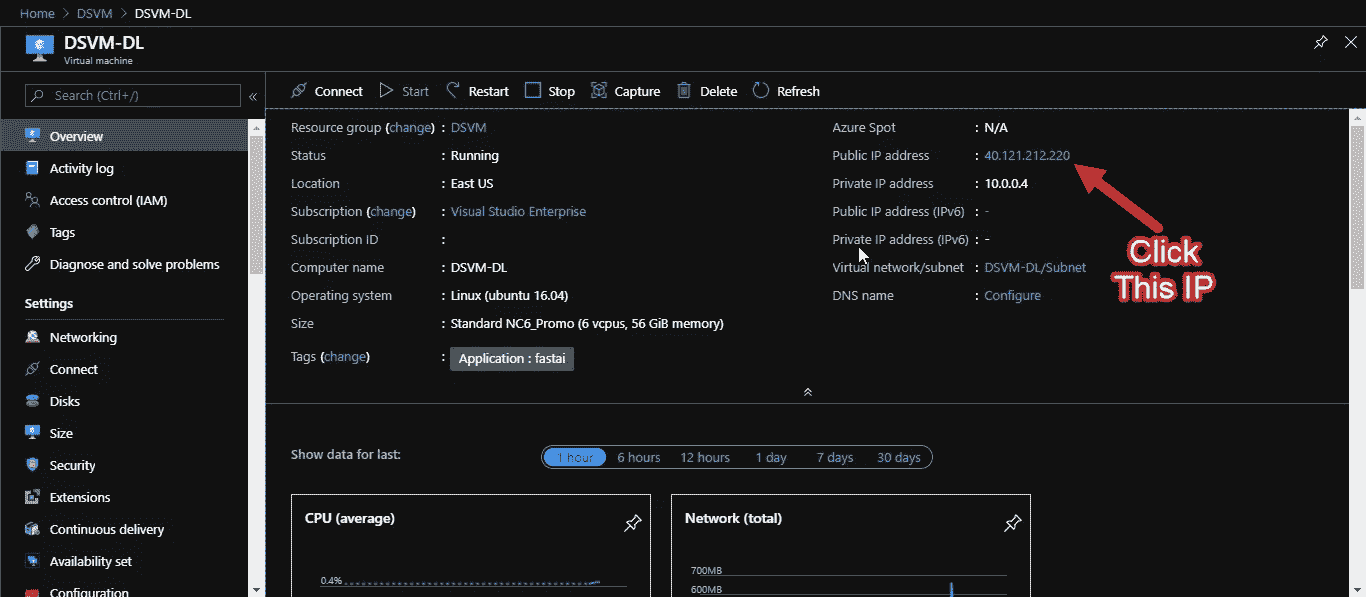 Home > DSVM > DSVM-DL
DSVM-DL
Virtual machine
Search (Ctrl+/)
«
Overview
Activity log
Access control (IAM)
Tags
Diagnose and solve problems
Settings
Networking
Connect
Disks
Size
Security
Extensions
Continuous delivery
Availability set
Configuration
Connect Start Restart Stop Capture Delete Refresh
Resource group (change) : DSVM
Status : Running
Location : East US
Subscription (change) : Visual Studio Enterprise
Subscription ID :
Computer name : DSVM-DL
Operating system : Linux (ubuntu 16.04)
Size : Standard NC6_Promo (6 vcpus, 56 GiB memory)
Tags (change) : Application : fastai
Azure Spot : N/A
Public IP address : 40.121.212.220
Private IP address : 10.0.0.4
Public IP address (IPv6) : -
Private IP address (IPv6) : -
Virtual network/subnet : DSVM-DL/Subnet
DNS name : Configure
Click
This IP
Show data for last:
1 hour 6 hours 12 hours 1 day 7 days 30 days
CPU (average)
0.4%
Network (total)
700MB
600MB